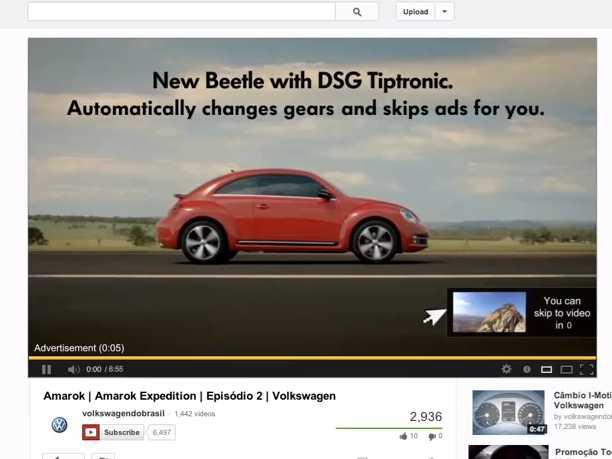 Upload
New Beetle with DSG Tiptronic.
Automatically changes gears and skips ads for you.
You can
skip to video
in 0
Advertisement (0:05)
0:00 / 6:55
Amarok | Amarok Expedition | Episódio 2 | Volkswagen
volkswagendobrasil · 1,442 videos
Subscribe 6,497
2,936
10 0
Câmbio I-Moti
Volkswagen
by volkswagendo
17,238 views
0:47
Promoção To